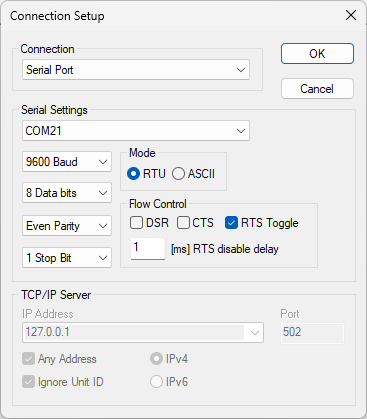 Connection Setup
Connection
Serial Port
OK
Cancel
Serial Settings
COM21
9600 Baud
Mode
RTU ASCII
8 Data bits
Flow Control
DSR CTS RTS Toggle
Even Parity
1 [ms] RTS disable delay
1 Stop Bit
TCP/IP Server
IP Address Port
127.0.0.1 502
Any Address IPv4
Ignore Unit ID IPv6